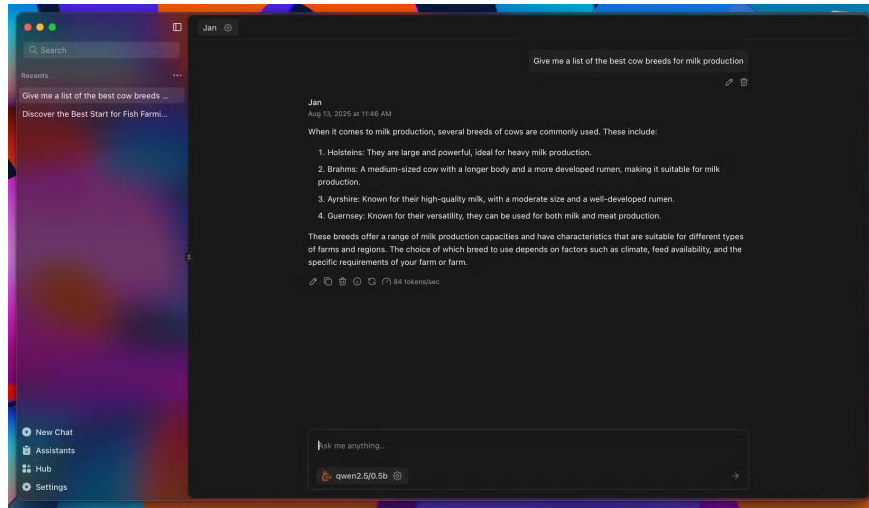 Jan
Search
Give me a list of the best cow breeds for milk production
Recents
Give me a list of the best cow breeds ...
Discover the Best Start for Fish Farmi...
Jan
Aug 13, 2025 at 11:46 AM
When it comes to milk production, several breeds of cows are commonly used. These include:
1. Holsteins: They are large and powerful, ideal for heavy milk production.
2. Brahms: A medium-sized cow with a longer body and a more developed rumen, making it suitable for milk
production.
3. Ayrshire: Known for their high-quality milk, with a moderate size and a well-developed rumen.
4. Guernsey: Known for their versatility, they can be used for both milk and meat production.
These breeds offer a range of milk production capacities and have characteristics that are suitable for different types
of farms and regions. The choice of which breed to use depends on factors such as climate, feed availability, and the
specific requirements of your farm or farm.
84 tokens/sec
New Chat
Assistants
Hub
Settings
Ask me anything...
qwen2.5/0.5b